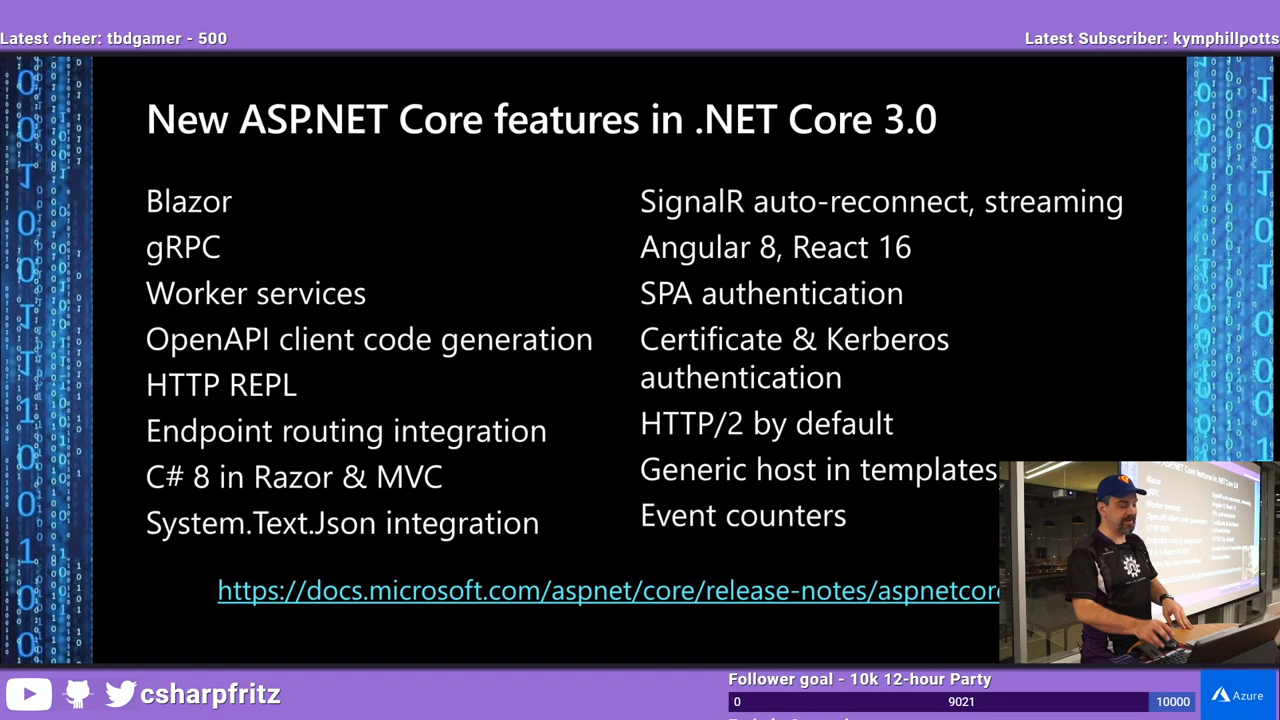 Latest cheer: tbdgamer - 500
Latest Subscriber: kymphillpotts
New ASP.NET Core features in .NET Core 3.0
Blazor
gRPC
Worker services
OpenAPI client code generation
HTTP REPL
Endpoint routing integration
C# 8 in Razor & MVC
System.Text.Json integration
SignalR auto-reconnect, streaming
Angular 8, React 16
SPA authentication
Certificate & Kerberos
authentication
HTTP/2 by default
Generic host in templates
Event counters
https://docs.microsoft.com/aspnet/core/release-notes/aspnetcore
csharpfritz
Follower goal - 10k 12-hour Party
0 9021 10000
Azure